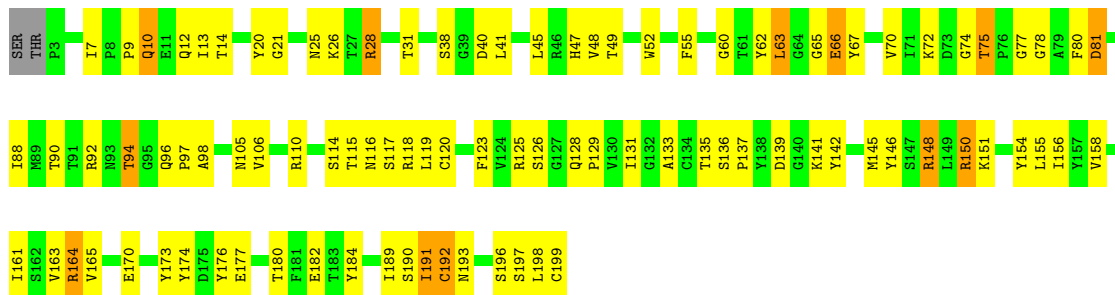 SER THR P3 I7 P8 P9 Q10 E11 Q12 I13 T14 Y20 G21 N25 K26 T27 R28 T31 S38 G39 D40 L41 L45 R46 H47 V48 T49 W52 F55 G60 T61 Y62 L63 G64 G65 E66 Y67 V70 I71 K72 D73 G74 T75 P76 G77 G78 A79 F80 D81
I88 M89 T90 T91 R92 N93 T94 G95 Q96 P97 A98 N105 V106 R110 S114 T115 N116 S117 R118 L119 C120 F123 V124 R125 S126 G127 Q128 P129 V130 I131 G132 A133 C134 T135 S136 P137 Y138 D139 G140 K141 Y142 M145 Y146 S147 R148 L149 R150 K151 Y154 L155 I156 Y157 V158
I161 S162 V163 R164 V165 E170 Y173 Y174 D175 Y176 E177 T180 F181 E182 T183 Y184 I189 S190 I191 C192 N193 S196 S197 L198 C199